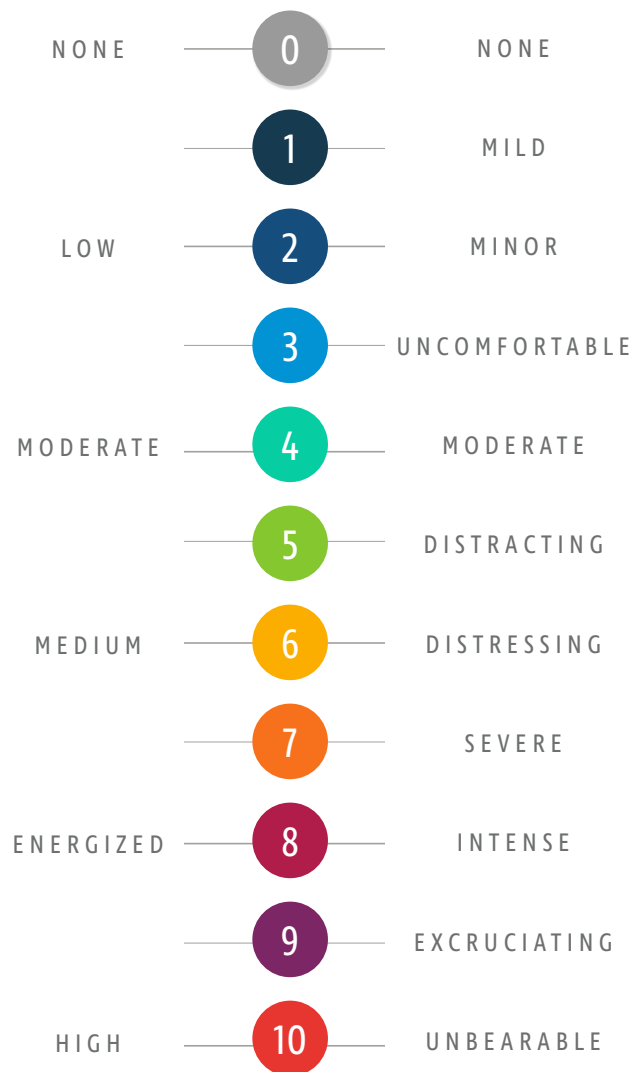 NONE 0 NONE
1 MILD
LOW 2 MINOR
3 UNCOMFORTABLE
MODERATE 4 MODERATE
5 DISTRACTING
MEDIUM 6 DISTRESSING
7 SEVERE
ENERGIZED 8 INTENSE
9 EXCRUCIATING
HIGH 10 UNBEARABLE